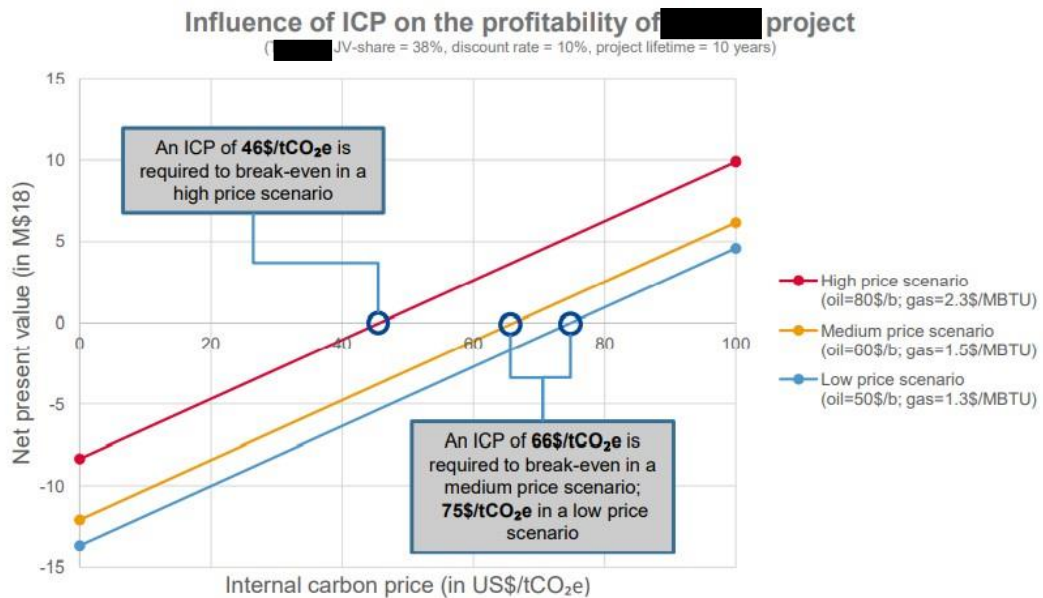 Influence of ICP on the profitability of project
JV-share = 38%, discount rate = 10%, project lifetime = 10 years)
15
10
5
0
-5
-10
-15
0
20
40
60
80
100
Net present value (in M$18)
Internal carbon price (in US$/tCO₂e)
An ICP of 46$/tCO₂e is
required to break-even in a
high price scenario
An ICP of 66$/tCO₂e is
required to break-even in a
medium price scenario;
75$/tCO₂e in a low price
scenario
High price scenario
(oil=80$/b; gas=2.3$/MBTU)
Medium price scenario
(oil=60$/b; gas=1.5$/MBTU)
Low price scenario
(oil=50$/b; gas=1.3$/MBTU)